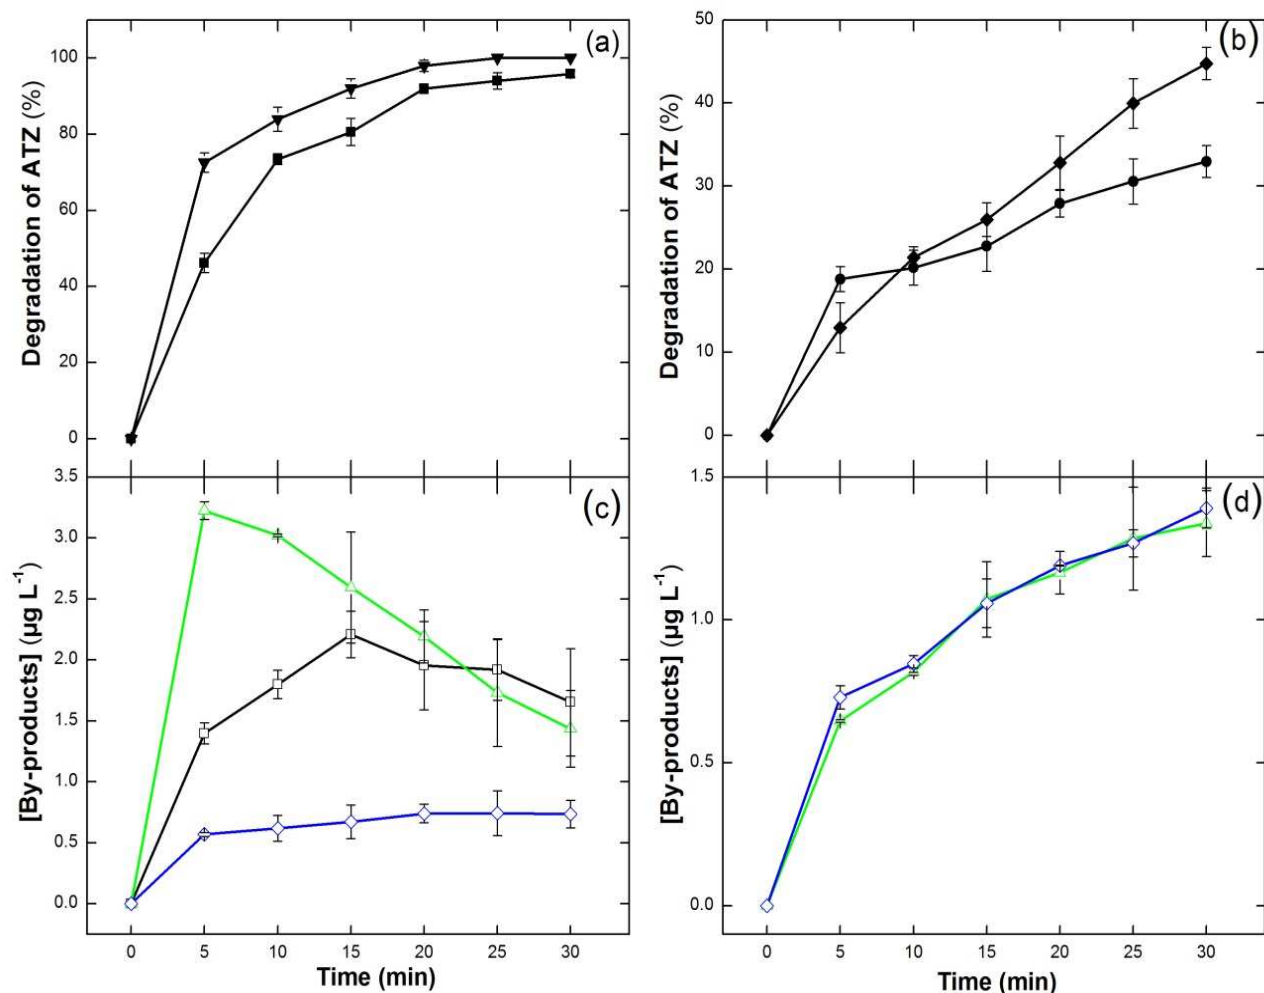 (a)
Degradation of ATZ (%)
100
80
60
40
20
0
(b)
Degradation of ATZ (%)
50
40
30
20
10
0
(c)
[By-products] (µg L⁻¹)
3.5
3.0
2.5
2.0
1.5
1.0
0.5
0.0
0 5 10 15 20 25 30
Time (min)
(d)
[By-products] (µg L⁻¹)
1.5
1.0
0.5
0.0
0 5 10 15 20 25 30
Time (min)